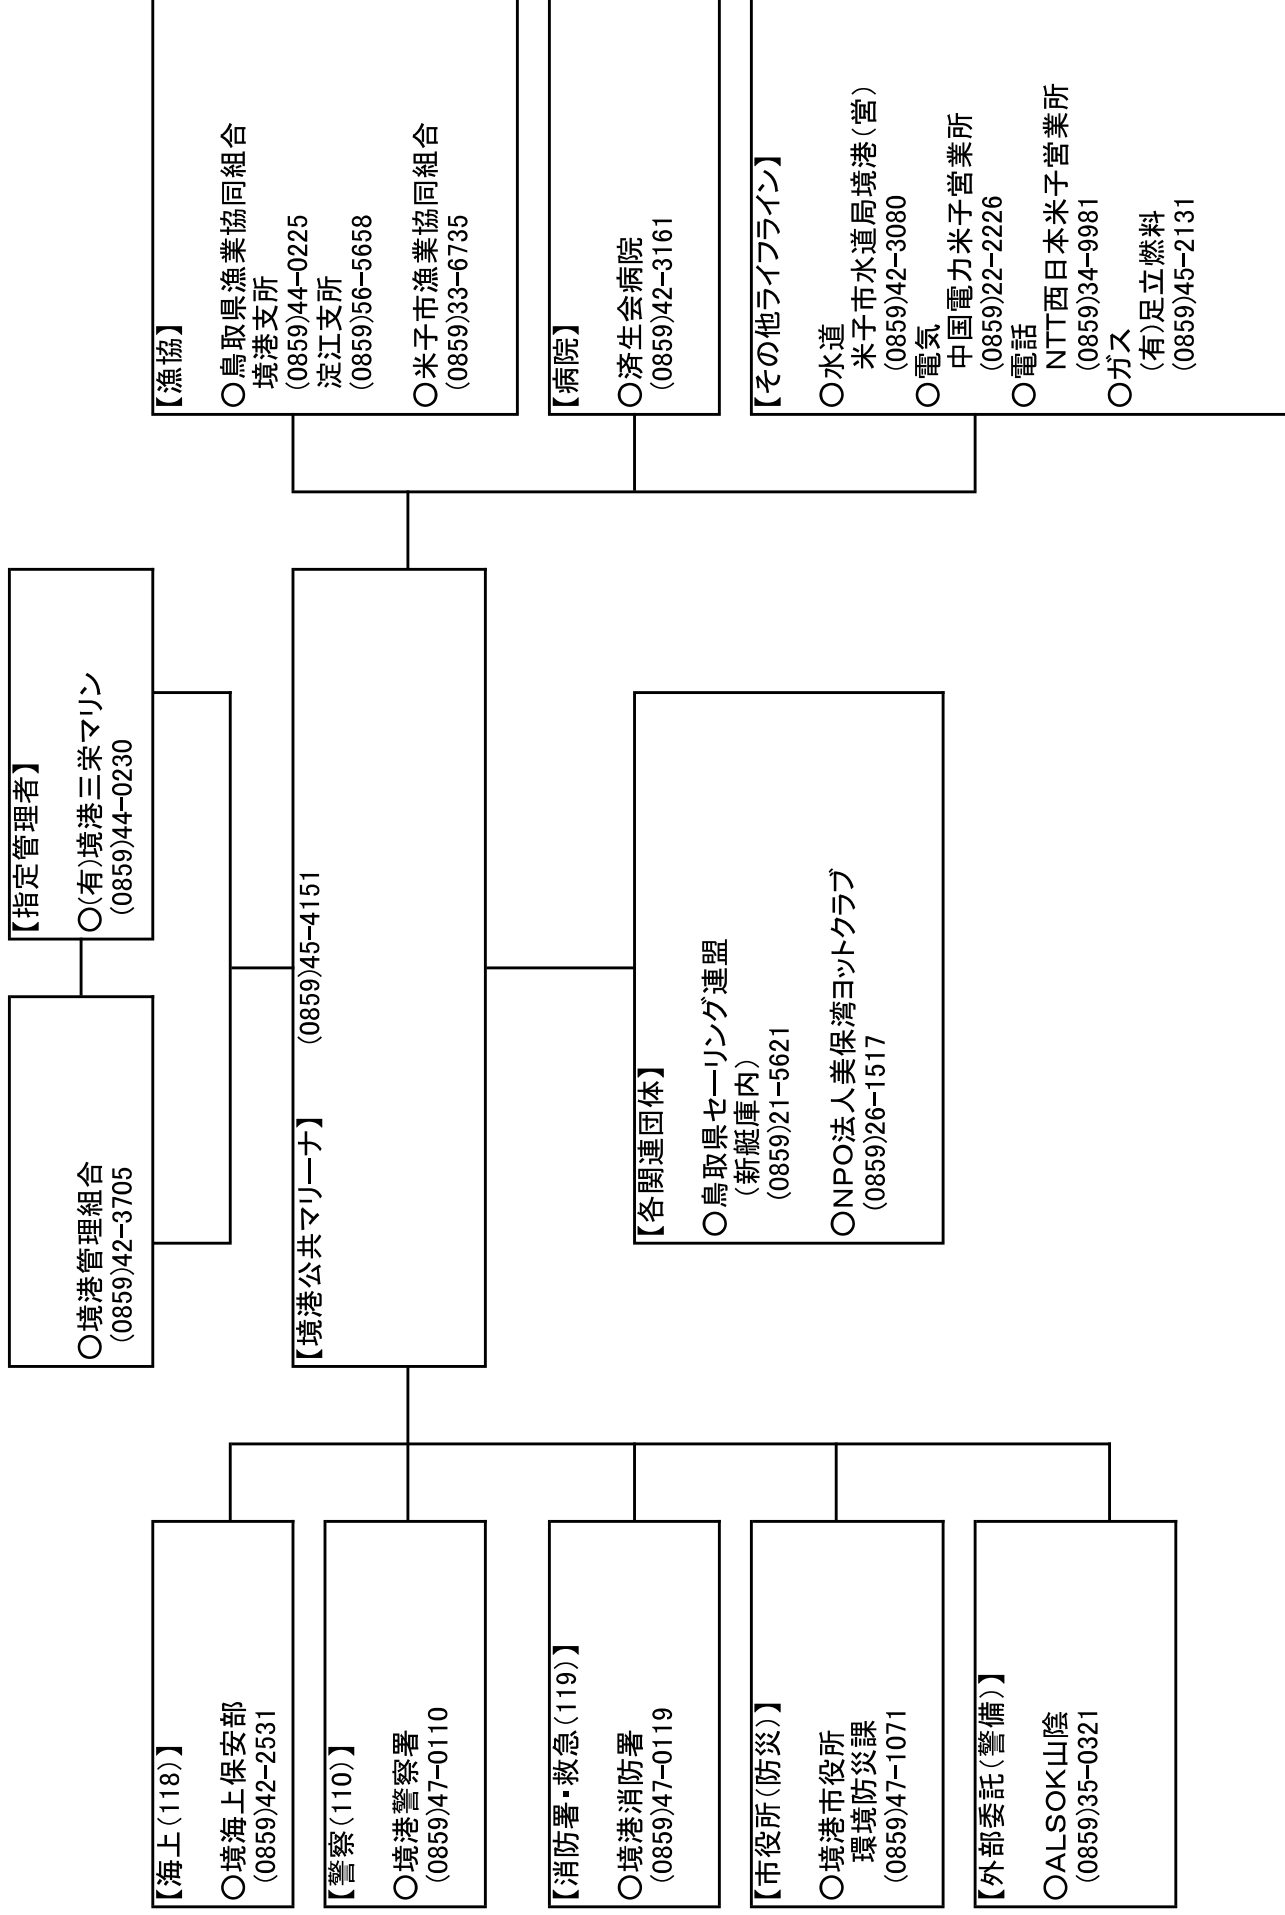 ○境港管理組合
(0859)42-3705
【指定管理者】
○(有)境港三栄マリン
(0859)44-0230
【海上(118)】
○境海上保安部
(0859)42-2531
【警察(110)】
○境港警察署
(0859)47-0110
【消防署・救急(119)】
○境港消防署
(0859)47-0119
【市役所(防災)】
○境港市役所
環境防災課
(0859)47-1071
【外部委託(警備)】
○ALSOK山陰
(0859)35-0321
【境港公共マリーナ】 (0859)45-4151
【各関連団体】
○鳥取県セーリング連盟
(新艇庫内)
(0859)21-5621
○NPO法人美保湾ヨットクラブ
(0859)26-1517
【漁協】
○鳥取県漁業協同組合
境港支所
(0859)44-0225
淀江支所
(0859)56-5658
○米子市漁業協同組合
(0859)33-6735
【病院】
○済生会病院
(0859)42-3161
【その他ライフライン】
○水道
米子市水道局境港(営)
(0859)42-3080
○電気
中国電力米子営業所
(0859)22-2226
○電話
NTT西日本米子営業所
(0859)34-9981
○ガス
(有)足立燃料
(0859)45-2131